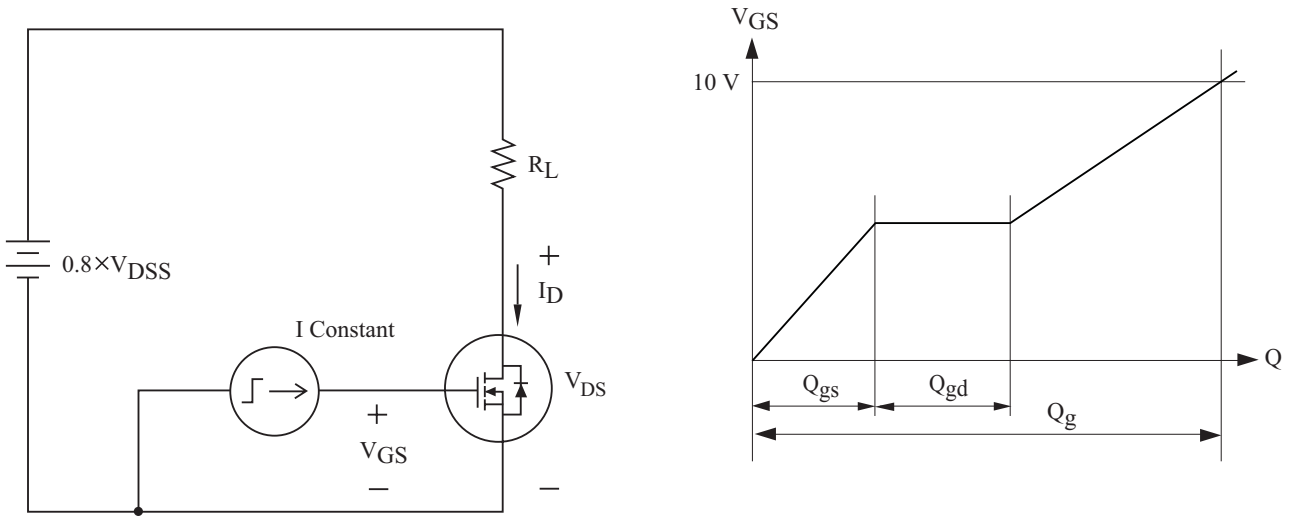 0.8×VDSS
RL
+
ID
I Constant
VDS
+
VGS
−
−
VGS
10 V
Q
Qgs
Qgd
Qg